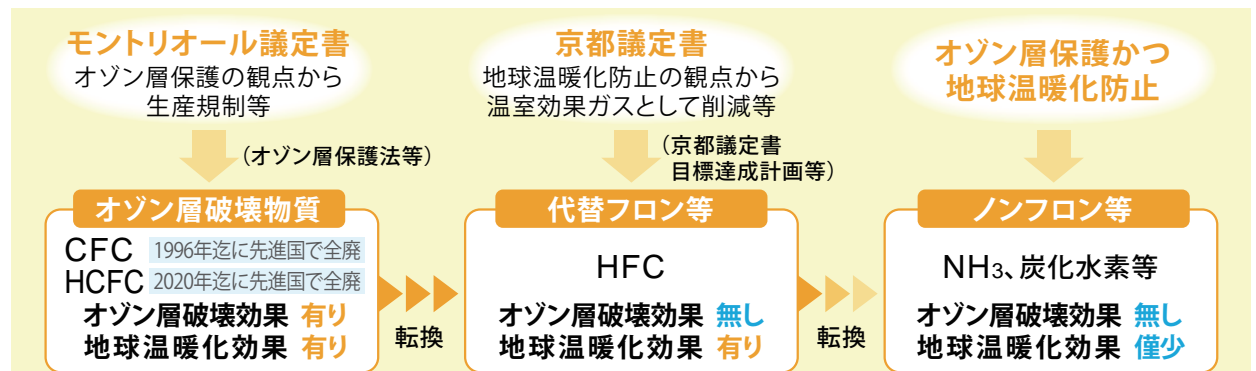 モントリオール議定書
オゾン層保護の観点から
生産規制等
(オゾン層保護法等)
オゾン層破壊物質
CFC 1996年迄に先進国で全廃
HCFC 2020年迄に先進国で全廃
オゾン層破壊効果 有り
地球温暖化効果 有り
転換
京都議定書
地球温暖化防止の観点から
温室効果ガスとして削減等
(京都議定書
目標達成計画等)
代替フロン等
HFC
オゾン層破壊効果 無し
地球温暖化効果 有り
転換
オゾン層保護かつ
地球温暖化防止
ノンフロン等
NH3、炭化水素等
オゾン層破壊効果 無し
地球温暖化効果 僅少